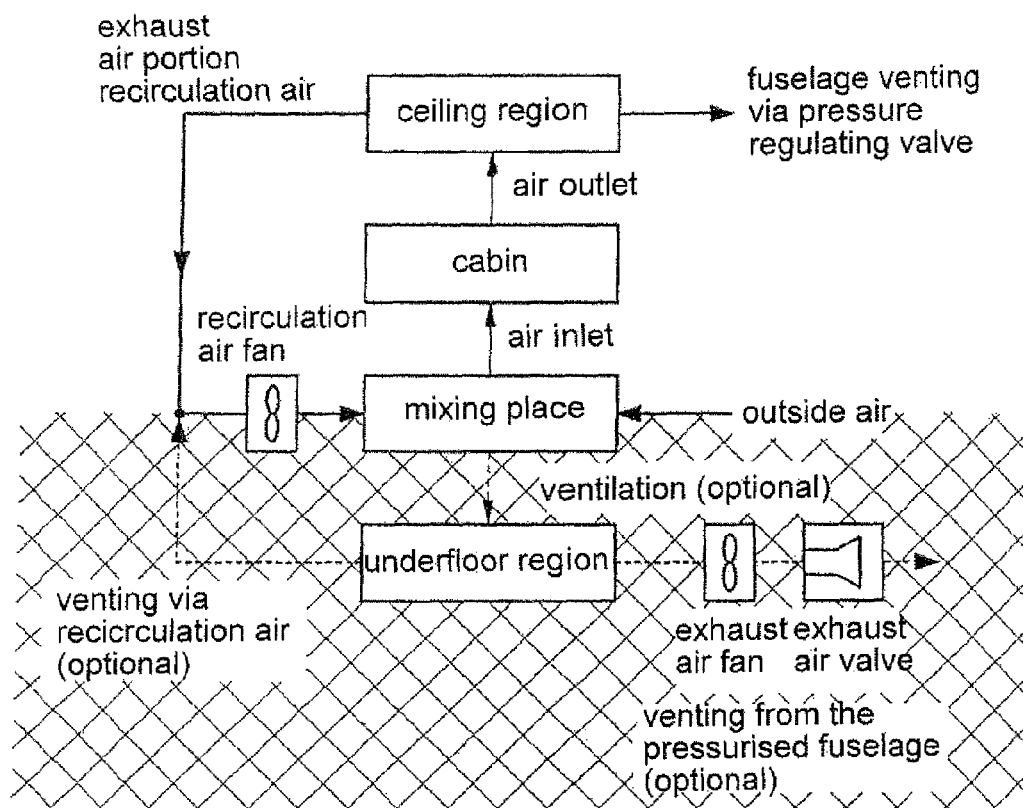 exhaust
air portion
recirculation air
ceiling region
fuselage venting
via pressure
regulating valve
air outlet
cabin
recirculation
air fan
air inlet
mixing place
outside air
ventilation (optional)
underfloor region
venting via
recicrculation air
(optional)
exhaust
air fan
exhaust
air valve
venting from the
pressurised fuselage
(optional)